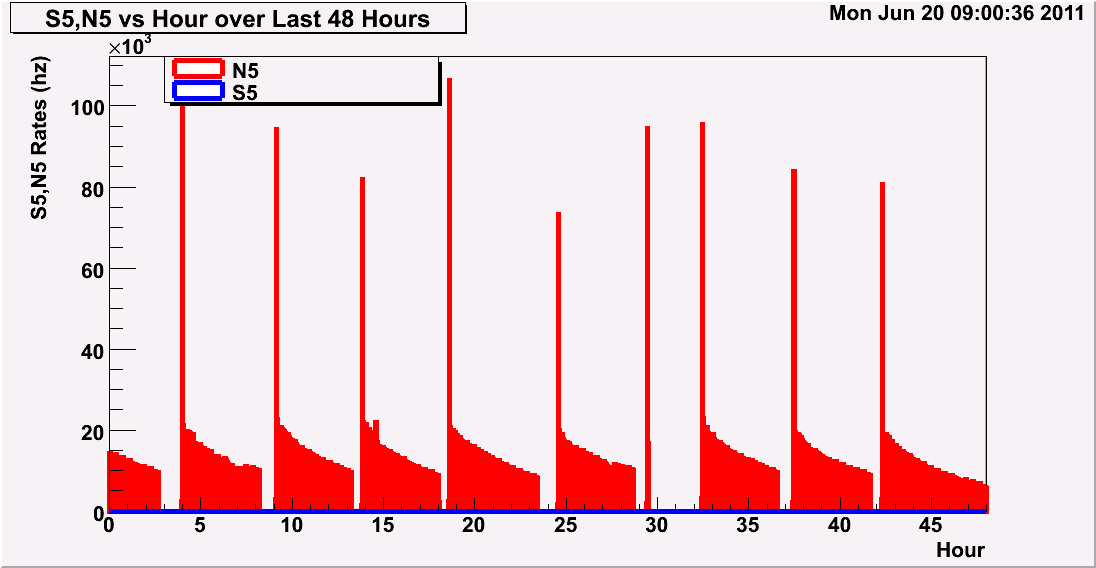 S5,N5 vs Hour over Last 48 Hours
Mon Jun 20 09:00:36 2011
×10³
S5,N5 Rates (hz)
N5
S5
100
80
60
40
20
0
0 5 10 15 20 25 30 35 40 45
Hour